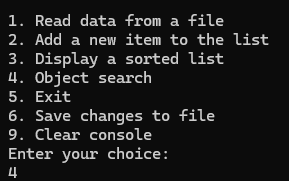 1. Read data from a file
2. Add a new item to the list
3. Display a sorted list
4. Object search
5. Exit
6. Save changes to file
9. Clear console
Enter your choice:
4